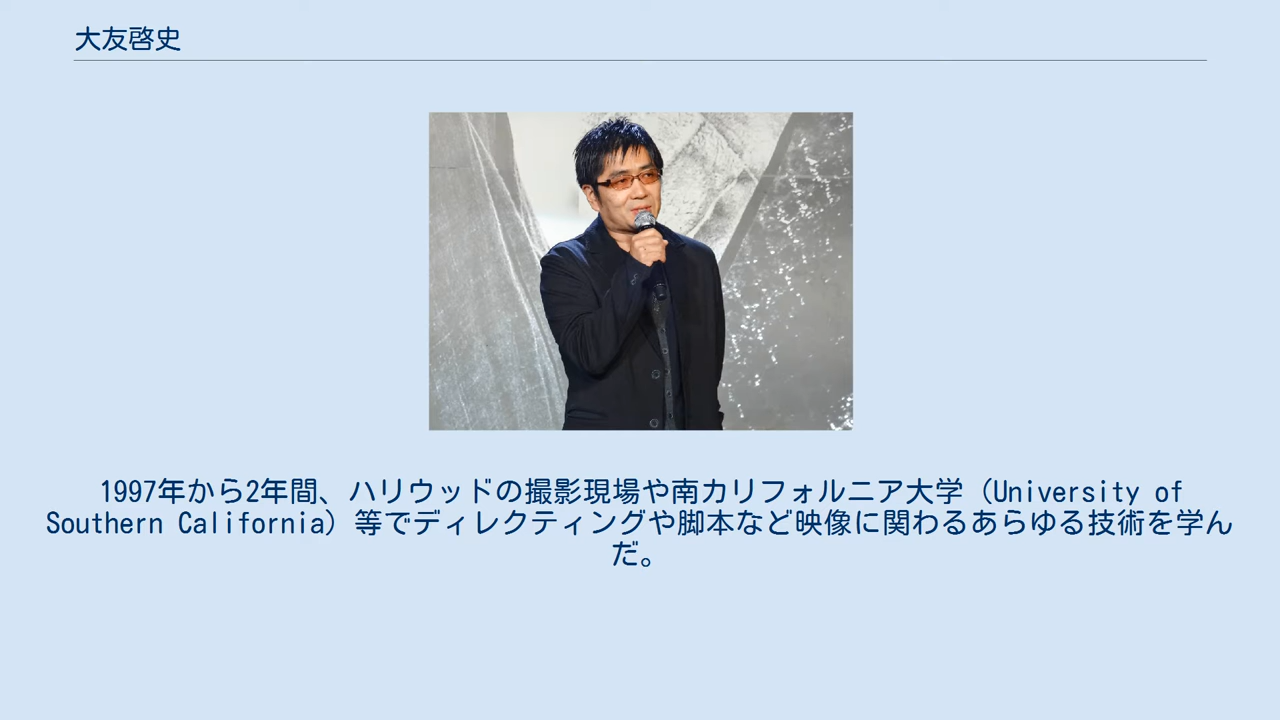 大友啓史
1997年から2年間、ハリウッドの撮影現場や南カリフォルニア大学（University of
Southern California）等でディレクティングや脚本など映像に関わるあらゆる技術を学ん
だ。